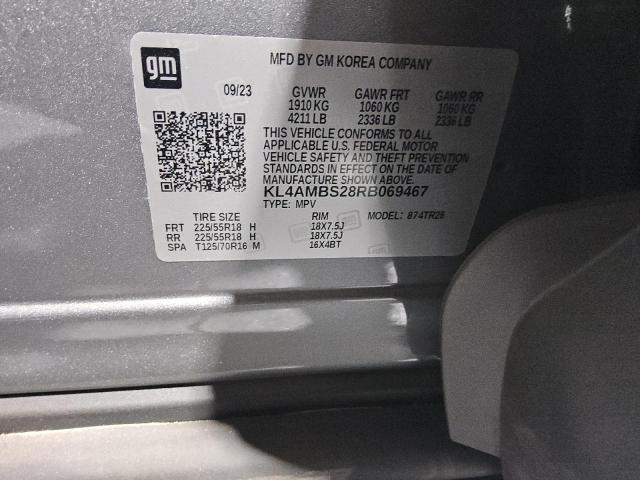 gm
MFD BY GM KOREA COMPANY
09/23 GVWR GAWR FRT GAWR RR
1910 KG 1060 KG 1060 KG
4211 LB 2336 LB 2336 LB
THIS VEHICLE CONFORMS TO ALL
APPLICABLE U.S. FEDERAL MOTOR
VEHICLE SAFETY AND THEFT PREVENTION
STANDARDS IN EFFECT ON THE DATE OF
MANUFACTURE SHOWN ABOVE.
KL4AMBS28RB069467
TYPE: MPV
TIRE SIZE RIM MODEL: 874TR26
FRT 225/55R18 H 18X7.5J
RR 225/55R18 H 18X7.5J
SPA T125/70R16 M 16X4BT